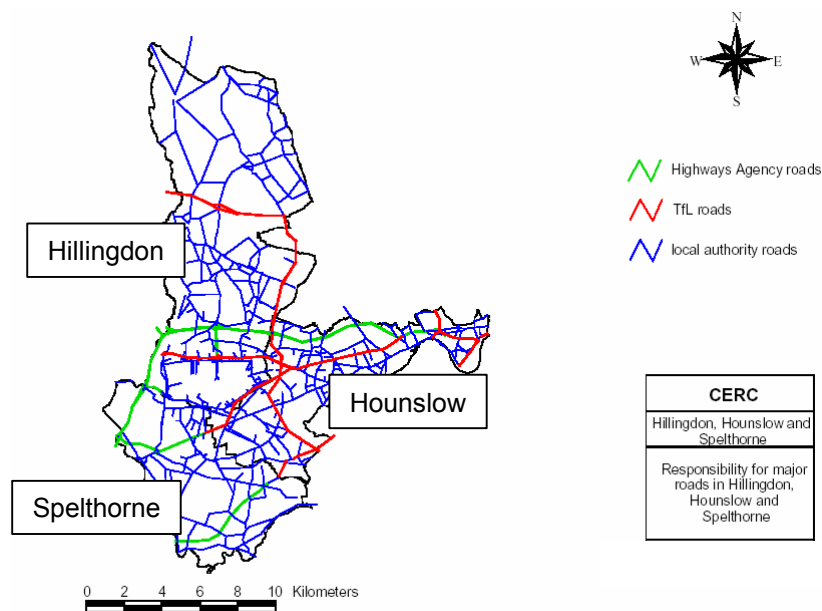 N
W
E
S
Highways Agency roads
TfL roads
local authority roads
Hillingdon
Hounslow
Spelthorne
CERC
Hillingdon, Hounslow and
Spelthorne
Responsibility for major
roads in Hillingdon,
Hounslow and
Spelthorne
0 2 4 6 8 10 Kilometers